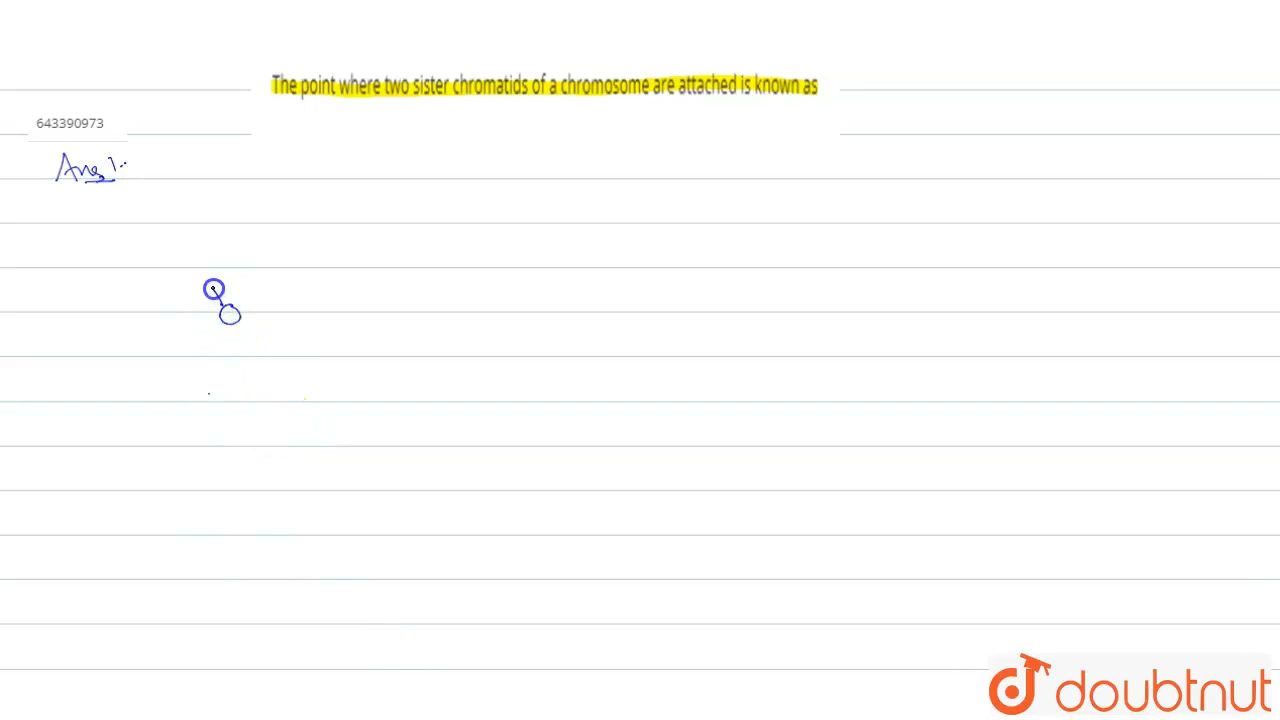 The point where two sister chromatids of a chromosome are attached is known as
643390973
Ans:-
doubtnut